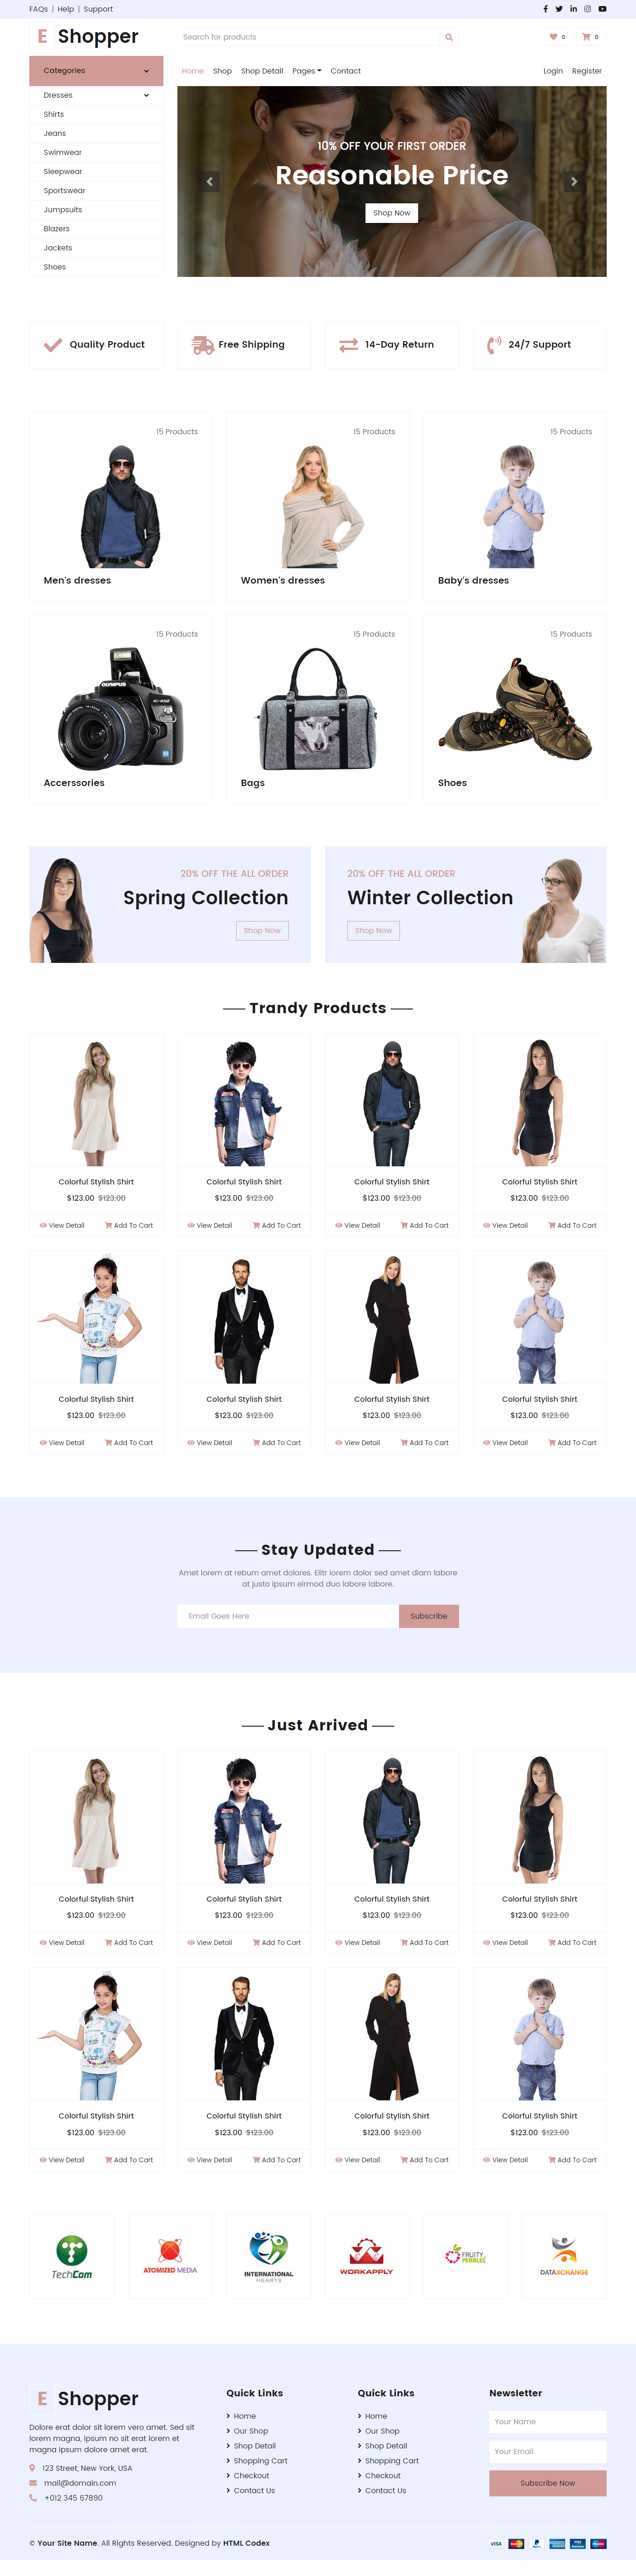 FAQs | Help | Support
E Shopper
Search for products
0 0
Categories
Home Shop Shop Detail Pages Contact Login Register
Dresses
Shirts
Jeans
Swimwear
Sleepwear
Sportswear
Jumpsuits
Blazers
Jackets
Shoes
10% OFF YOUR FIRST ORDER
Reasonable Price
Shop Now
Quality Product Free Shipping 14-Day Return 24/7 Support
15 Products 15 Products 15 Products
Men's dresses Women's dresses Baby's dresses
15 Products 15 Products 15 Products
OLYMPUS
Accerssories Bags Shoes
20% OFF THE ALL ORDER
Spring Collection
Shop Now
20% OFF THE ALL ORDER
Winter Collection
Shop Now
Trandy Products
Colorful Stylish Shirt Colorful Stylish Shirt Colorful Stylish Shirt Colorful Stylish Shirt
$123.00 $123.00 $123.00 $123.00 $123.00 $123.00 $123.00 $123.00
View Detail Add To Cart View Detail Add To Cart View Detail Add To Cart View Detail Add To Cart
Colorful Stylish Shirt Colorful Stylish Shirt Colorful Stylish Shirt Colorful Stylish Shirt
$123.00 $123.00 $123.00 $123.00 $123.00 $123.00 $123.00 $123.00
View Detail Add To Cart View Detail Add To Cart View Detail Add To Cart View Detail Add To Cart
Stay Updated
Amet lorem at rebum amet dolores. Elitr lorem dolor sed amet diam labore
at justo ipsum eirmod duo labore labore.
Email Goes Here Subscribe
Just Arrived
Colorful Stylish Shirt Colorful Stylish Shirt Colorful Stylish Shirt Colorful Stylish Shirt
$123.00 $123.00 $123.00 $123.00 $123.00 $123.00 $123.00 $123.00
View Detail Add To Cart View Detail Add To Cart View Detail Add To Cart View Detail Add To Cart
Colorful Stylish Shirt Colorful Stylish Shirt Colorful Stylish Shirt Colorful Stylish Shirt
$123.00 $123.00 $123.00 $123.00 $123.00 $123.00 $123.00 $123.00
View Detail Add To Cart View Detail Add To Cart View Detail Add To Cart View Detail Add To Cart
TechCom
ATOMIZED MEDIA
INTERNATIONAL
HEARTS
WORKAPPLY
FRUITY
PEBBLES
DATAXCHANGE
E Shopper
Dolore erat dolor sit lorem vero amet. Sed sit
lorem magna, ipsum no sit erat lorem et
magna ipsum dolore amet erat.
123 Street, New York, USA
mail@domain.com
+012 345 67890
Quick Links
Home
Our Shop
Shop Detail
Shopping Cart
Checkout
Contact Us
Quick Links
Home
Our Shop
Shop Detail
Shopping Cart
Checkout
Contact Us
Newsletter
Your Name
Your Email
Subscribe Now
© Your Site Name. All Rights Reserved. Designed by HTML Codex
VISA